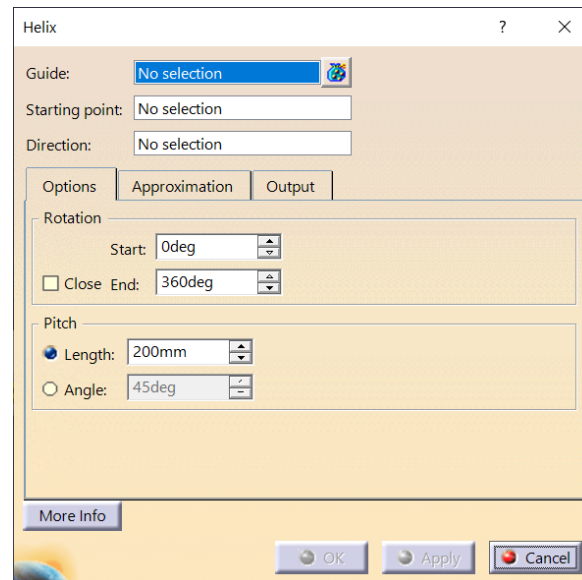 Helix ?
Guide: No selection
Starting point: No selection
Direction: No selection
Options Approximation Output
Rotation
Start: 0deg
Close End: 360deg
Pitch
Length: 200mm
Angle: 45deg
More Info
OK Apply Cancel